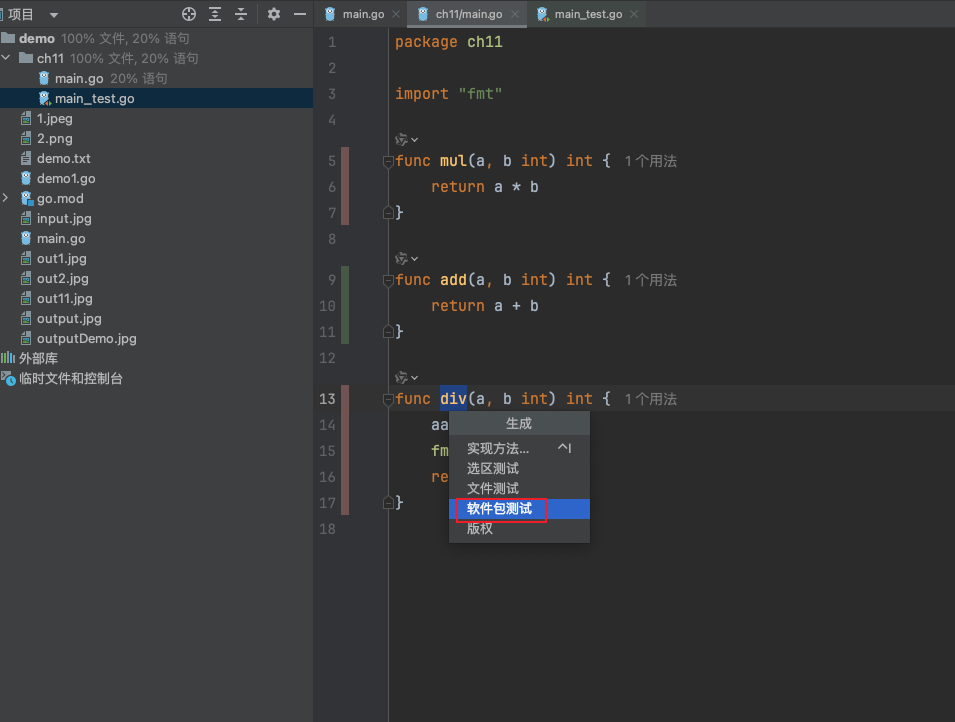 项目
main.go
ch11/main.go
main_test.go
demo 100% 文件, 20% 语句
ch11 100% 文件, 20% 语句
main.go 20% 语句
main_test.go
1.jpeg
2.png
demo.txt
demo1.go
go.mod
input.jpg
main.go
out1.jpg
out2.jpg
out11.jpg
output.jpg
outputDemo.jpg
外部库
临时文件和控制台
1 package ch11
2
3 import "fmt"
4
5 func mul(a, b int) int { 1 个用法
6 return a * b
7 }
8
9 func add(a, b int) int { 1 个用法
10 return a + b
11 }
12
13 func div(a, b int) int { 1 个用法
14 aa
15 fm
16 re
17 }
18
生成
实现方法... ^I
选区测试
文件测试
软件包测试
版权